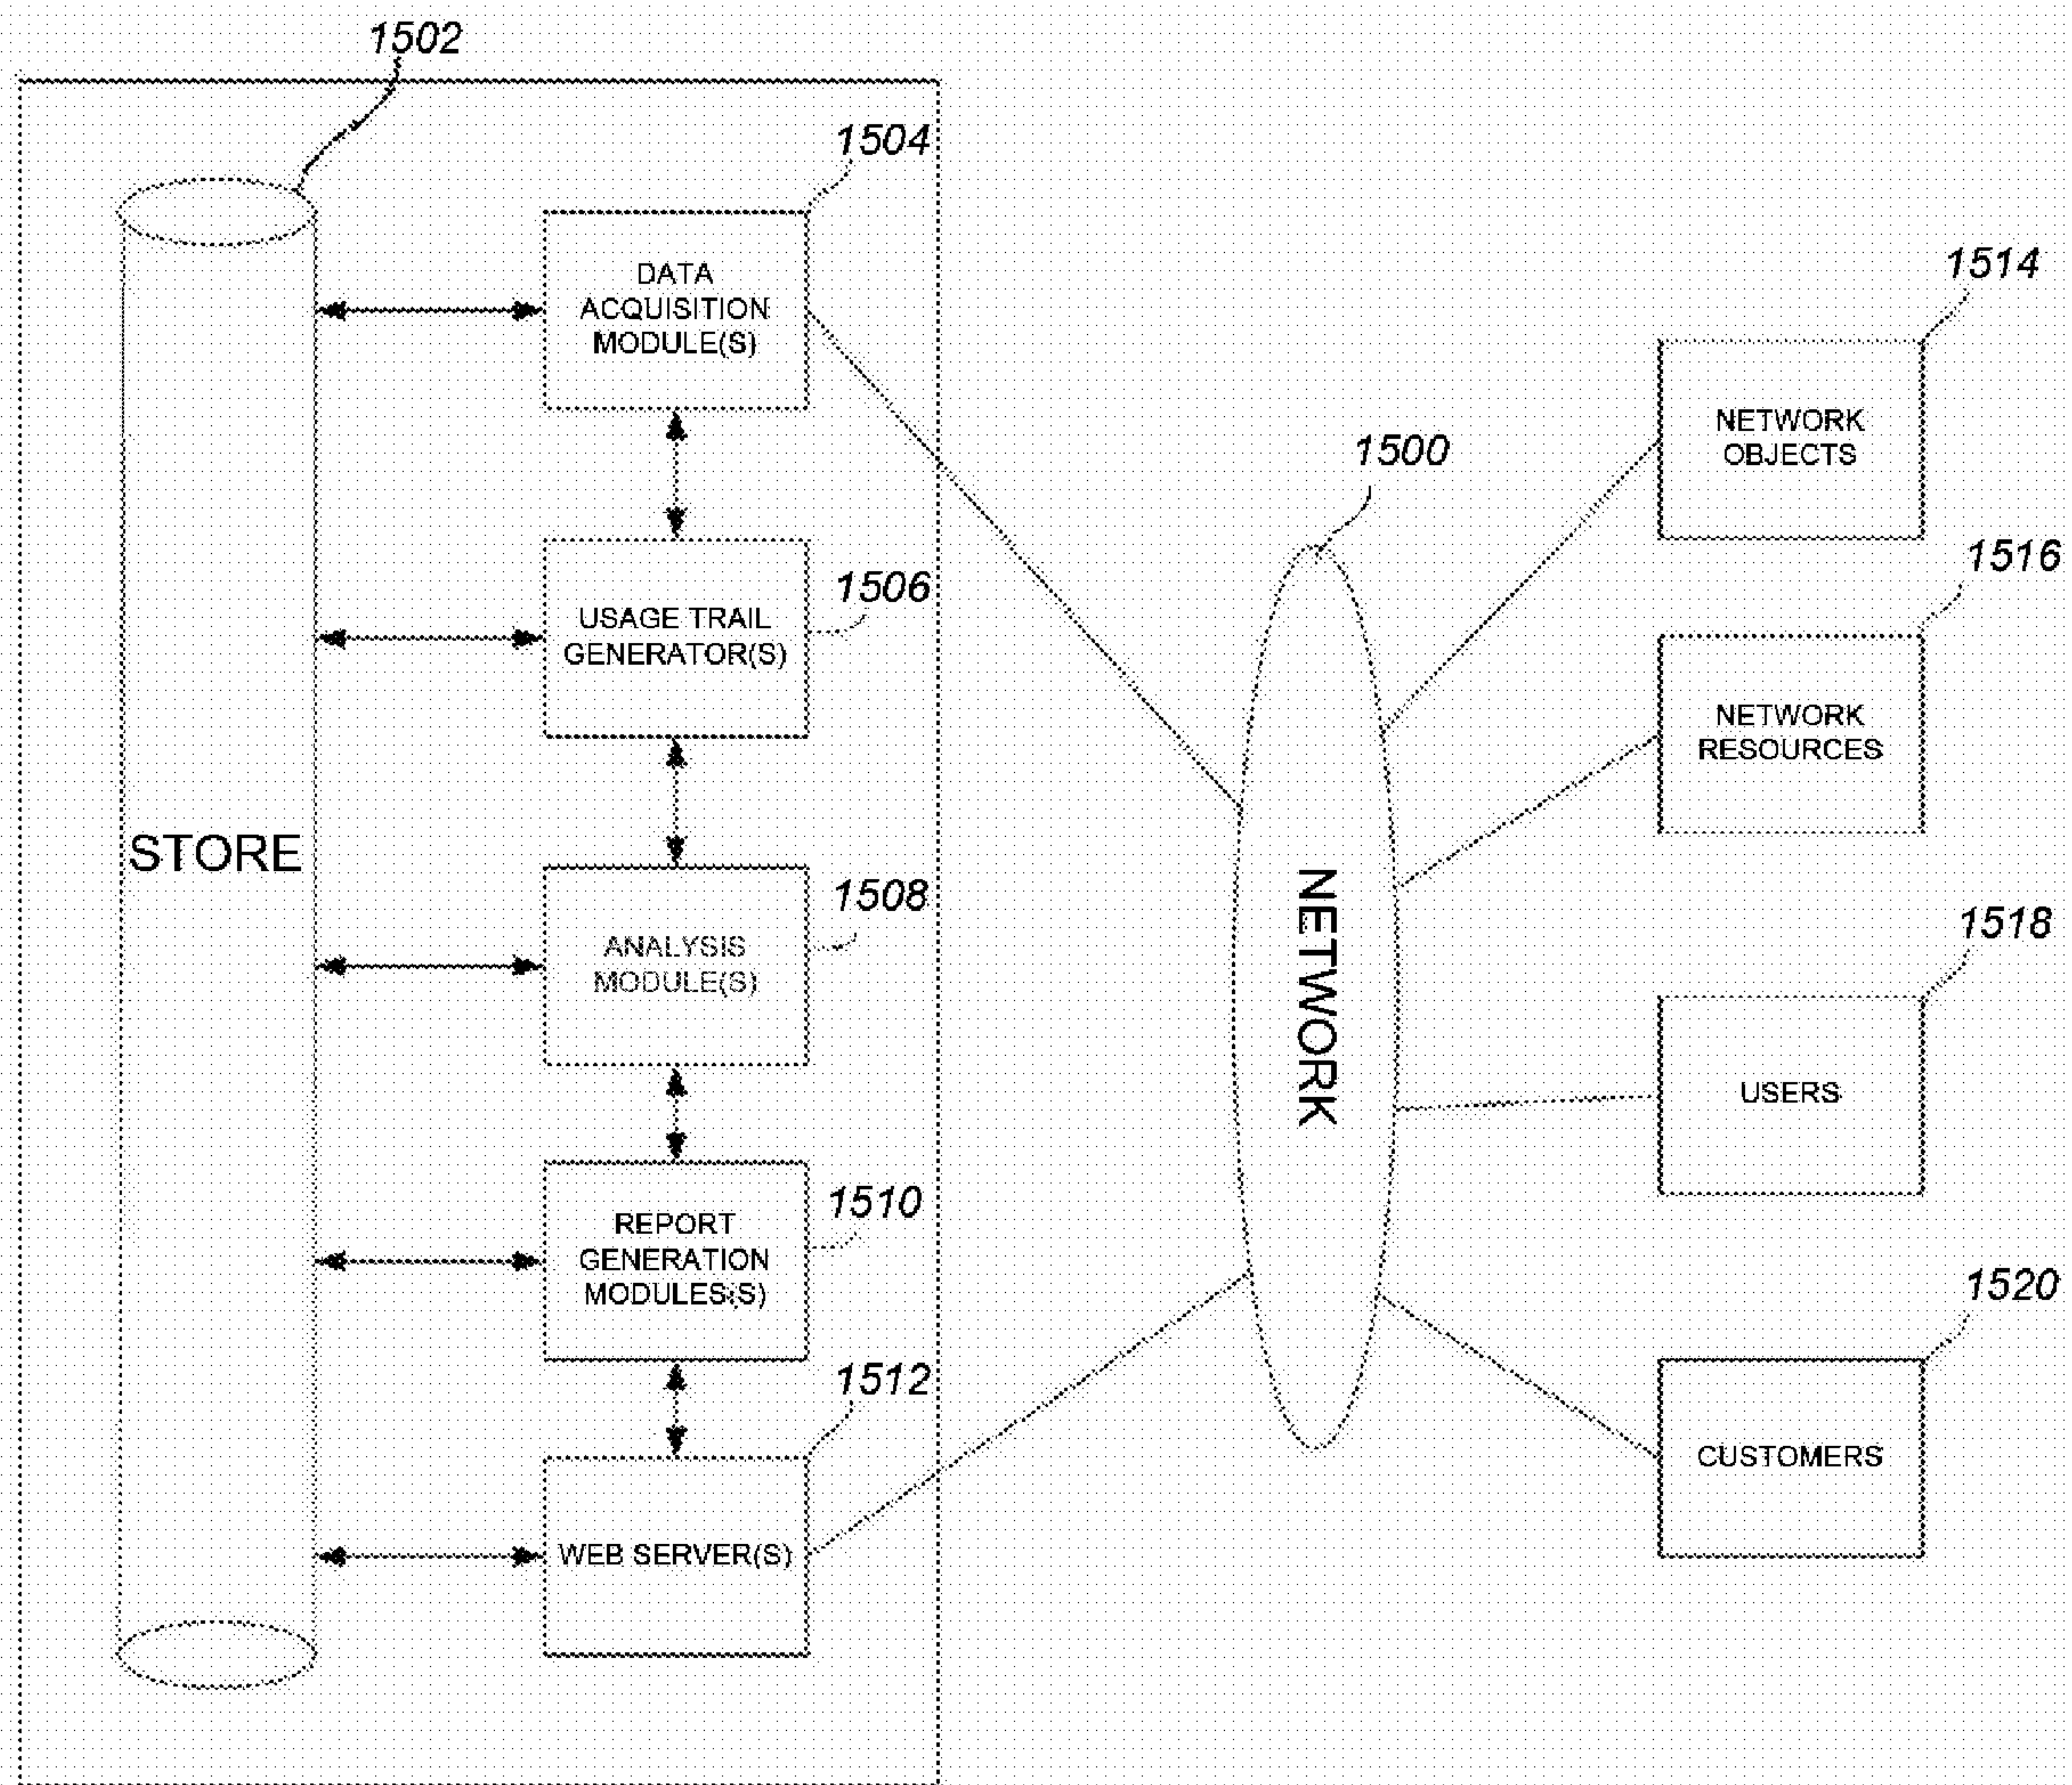 1502
1504
DATA
ACQUISITION
MODULE(S)
1514
NETWORK
OBJECTS
1500
1506
USAGE TRAIL
GENERATOR(S)
1516
NETWORK
RESOURCES
STORE
1508
ANALYSIS
MODULE(S)
NETWORK
1518
USERS
1510
REPORT
GENERATION
MODULES(S)
1520
1512
CUSTOMERS
WEB SERVER(S)